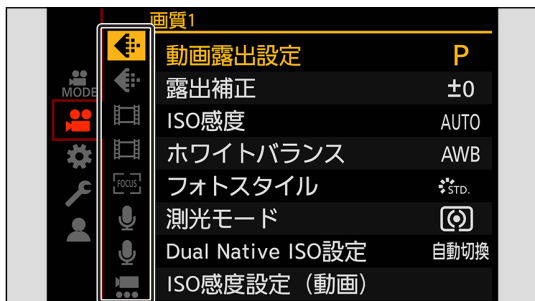 画質1
動画露出設定 P
露出補正 ±0
ISO感度 AUTO
ホワイトバランス AWB
フォトスタイル STD.
測光モード
Dual Native ISO設定 自動切換
ISO感度設定（動画）
MODE
FOCUS